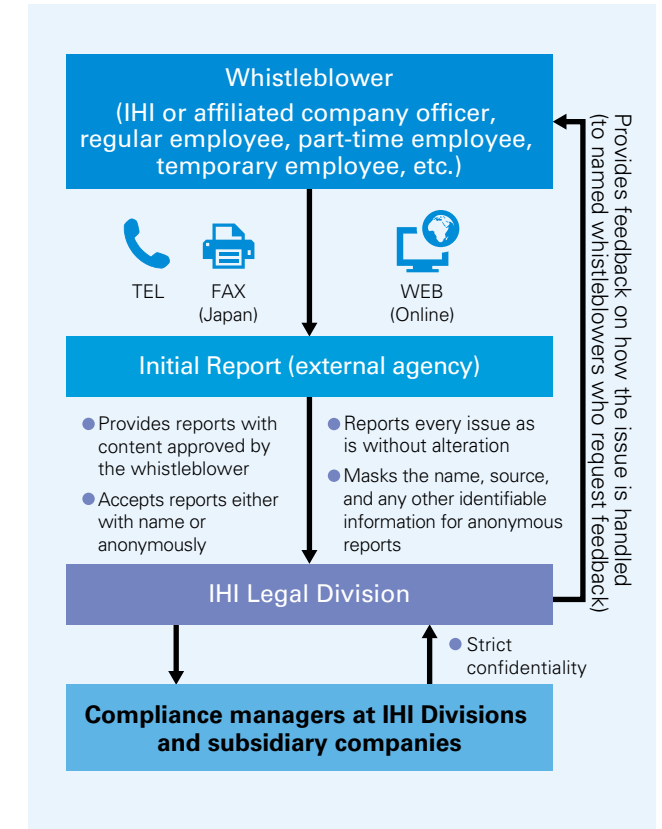 Whistleblower
(IHI or affiliated company officer,
regular employee, part-time employee,
temporary employee, etc.)
TEL
FAX
(Japan)
WEB
(Online)
Initial Report (external agency)
Provides reports with
content approved by
the whistleblower
Accepts reports either
with name or
anonymously
Reports every issue as
is without alteration
Masks the name, source,
and any other identifiable
information for anonymous
reports
IHI Legal Division
Strict
confidentiality
Compliance managers at IHI Divisions
and subsidiary companies
Provides feedback on how the issue is handled
(to named whistleblowers who request feedback)